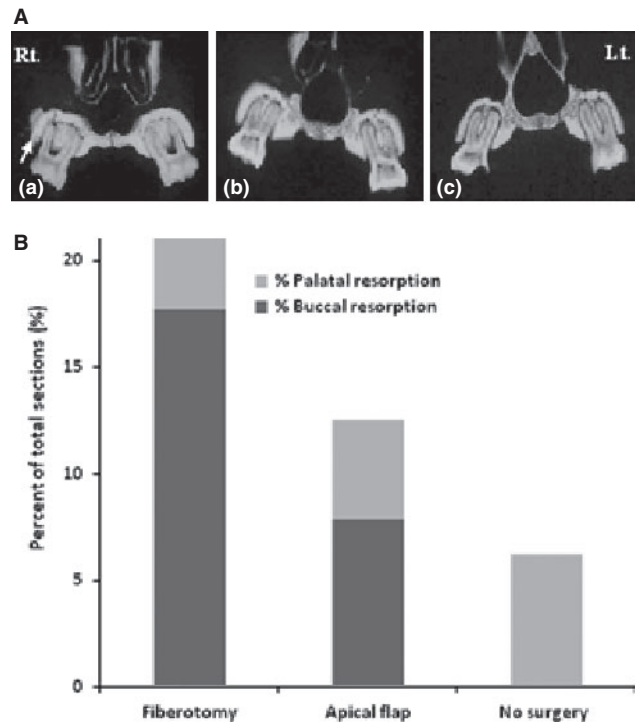 A
Rt.
Lt.
(a)
(b)
(c)
B
Percent of total sections (%)
20
15
10
5
0
% Palatal resorption
% Buccal resorption
Fiberotomy
Apical flap
No surgery